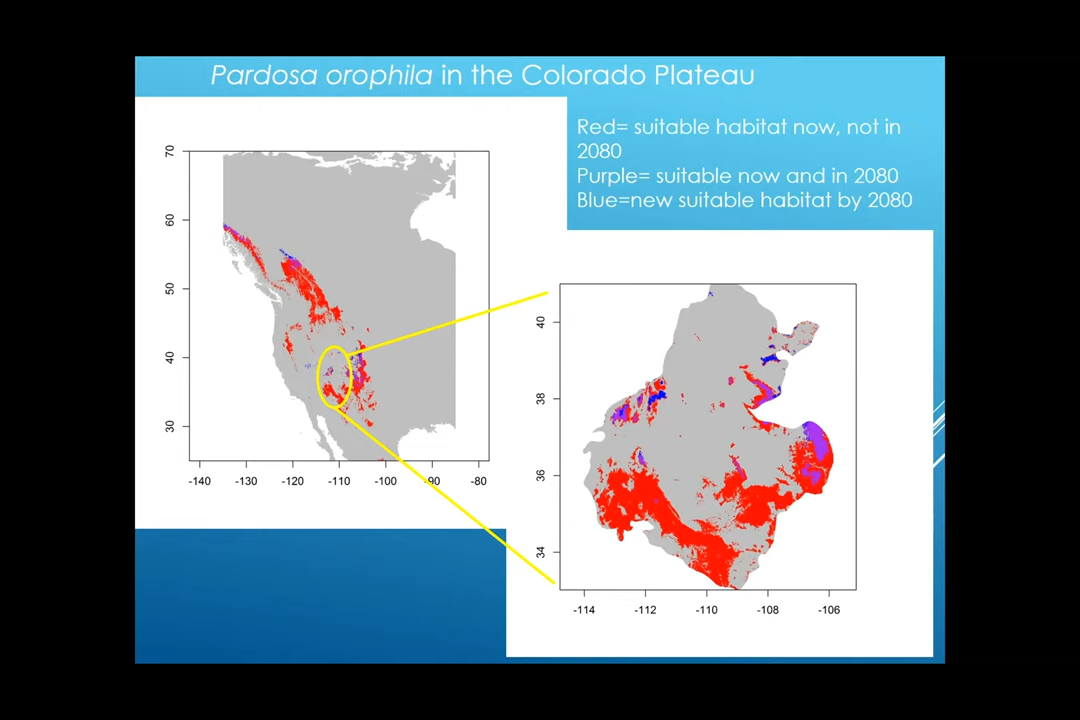 Pardosa orophila in the Colorado Plateau
Red= suitable habitat now, not in
2080
Purple= suitable now and in 2080
Blue=new suitable habitat by 2080
70
60
50
40
30
-140 -130 -120 -110 -100 -90 -80
40
38
36
34
-114 -112 -110 -108 -106